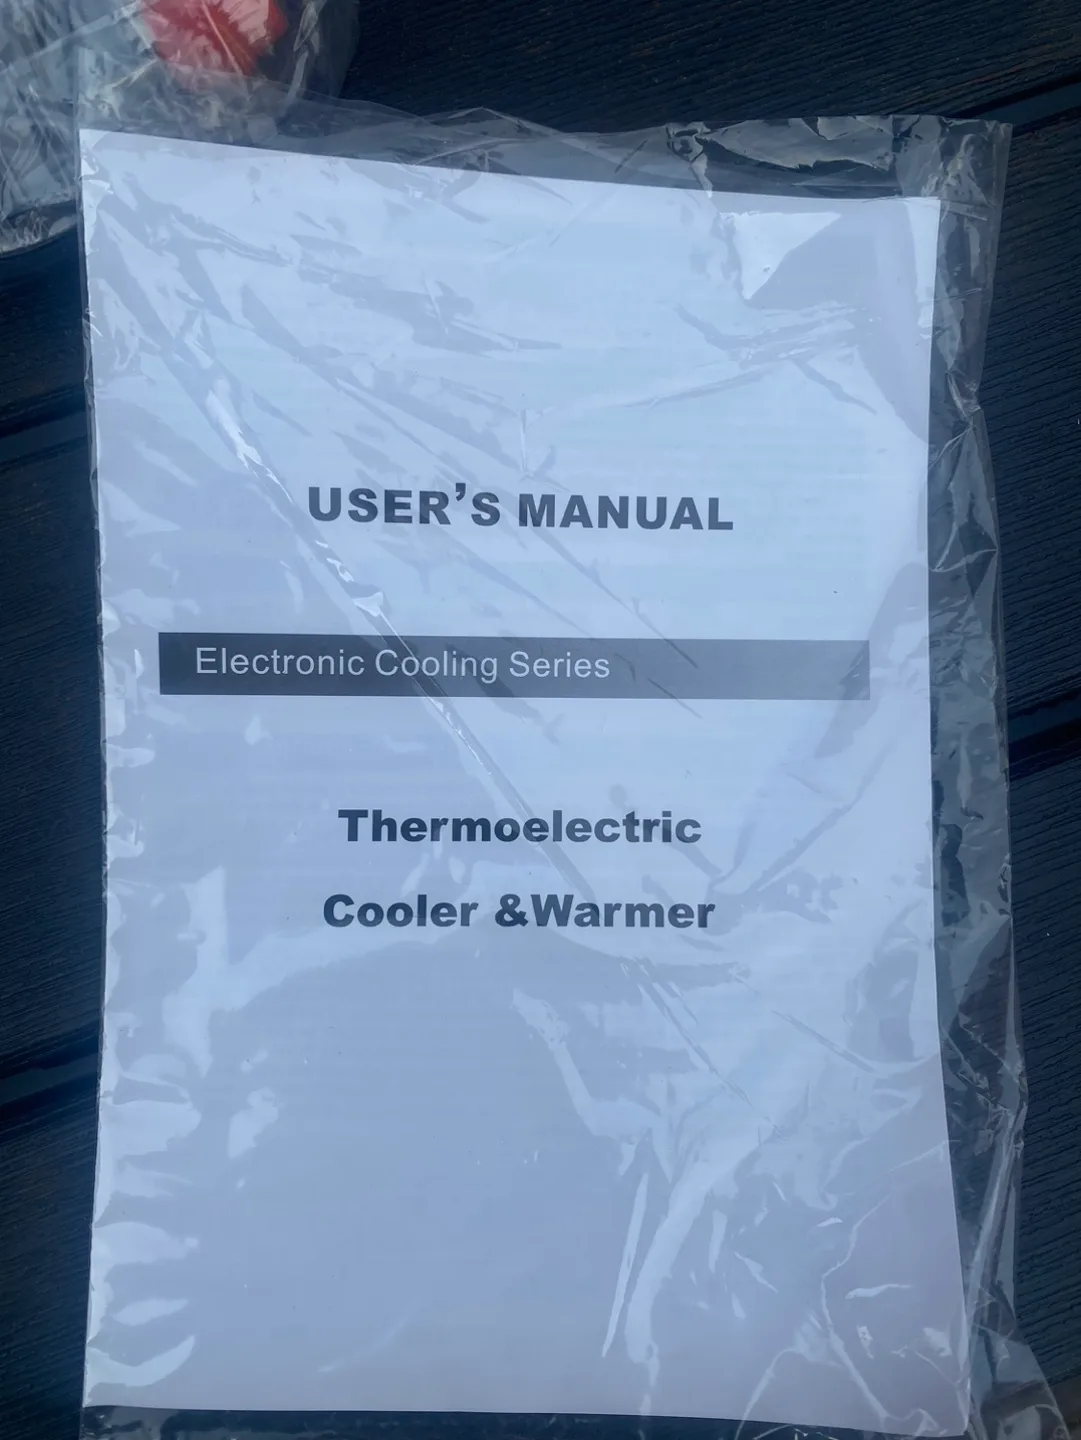 USER’S MANUAL
Electronic Cooling Series
Thermoelectric
Cooler &Warmer